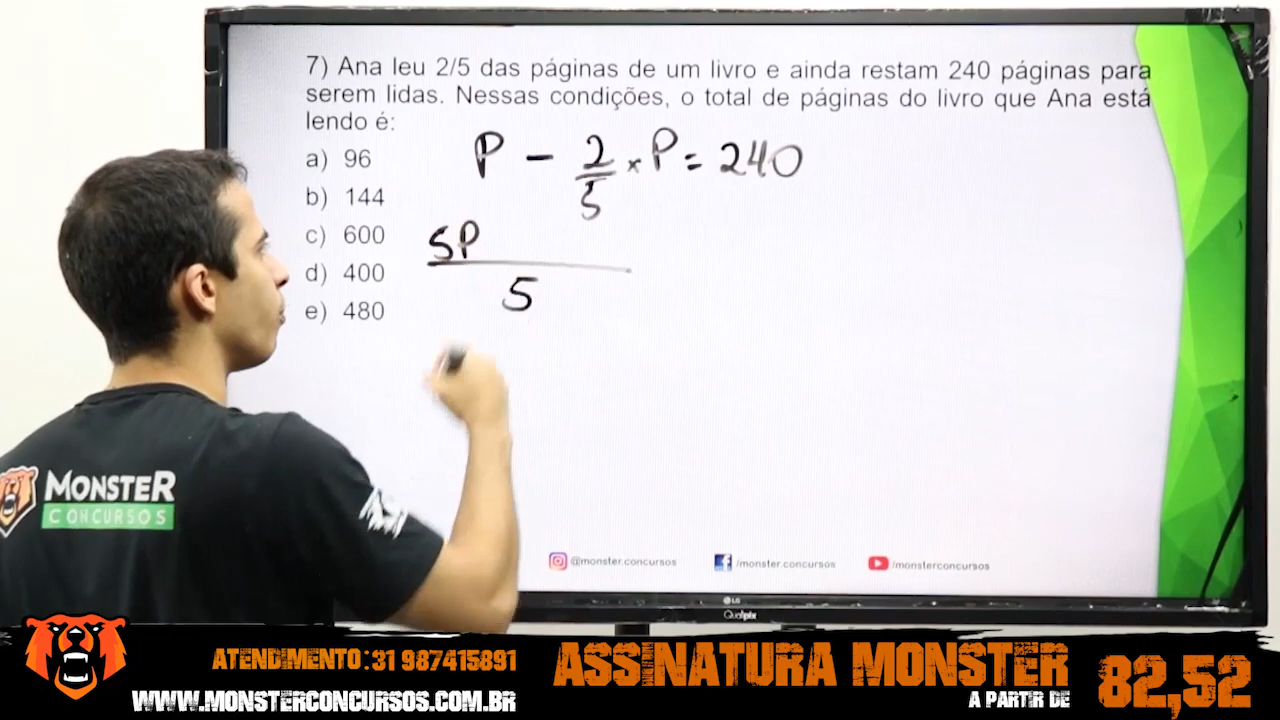 7) Ana leu 2/5 das páginas de um livro e ainda restam 240 páginas para
serem lidas. Nessas condições, o total de páginas do livro que Ana está
lendo é:
a) 96
b) 144
c) 600
d) 400
e) 480
P - 2/5 × P = 240
5P
5
MONSTER
CONCURSOS
@monster.concursos
/monster.concursos
/monsterconcursos
LG
Qualipix
ATENDIMENTO: 31 987415891
WWW.MONSTERCONCURSOS.COM.BR
ASSINATURA MONSTER
A PARTIR DE
82,52